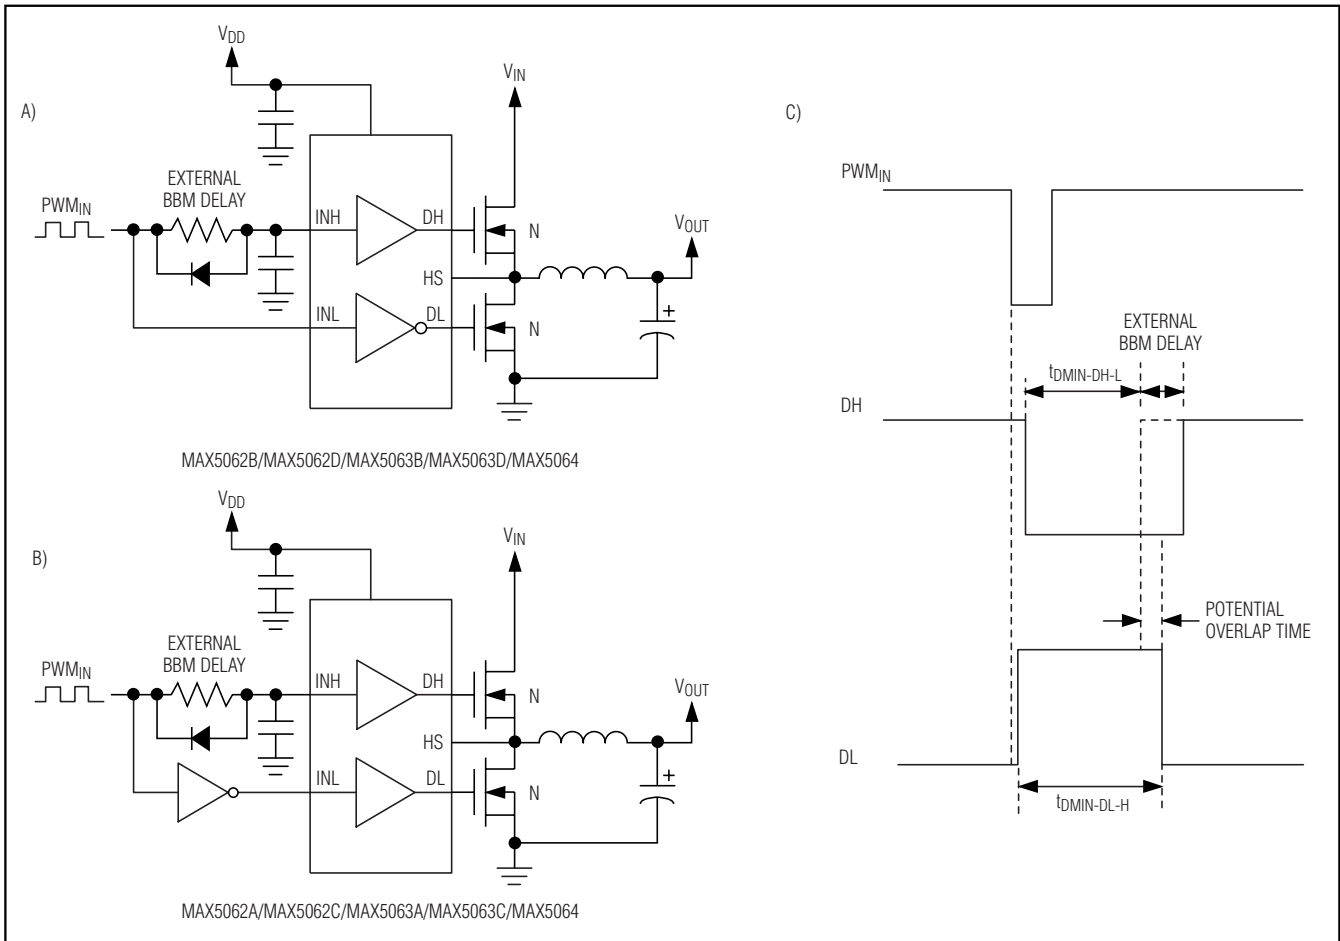 A)
VDD
VIN
EXTERNAL
BBM DELAY
PWMIN
INH
DH
N
VOUT
HS
INL
DL
N
+
MAX5062B/MAX5062D/MAX5063B/MAX5063D/MAX5064
B)
VDD
VIN
EXTERNAL
BBM DELAY
PWMIN
INH
DH
N
VOUT
HS
INL
DL
N
+
MAX5062A/MAX5062C/MAX5063A/MAX5063C/MAX5064
C)
PWMIN
EXTERNAL
BBM DELAY
tDMIN-DH-L
DH
POTENTIAL
OVERLAP TIME
DL
tDMIN-DL-H